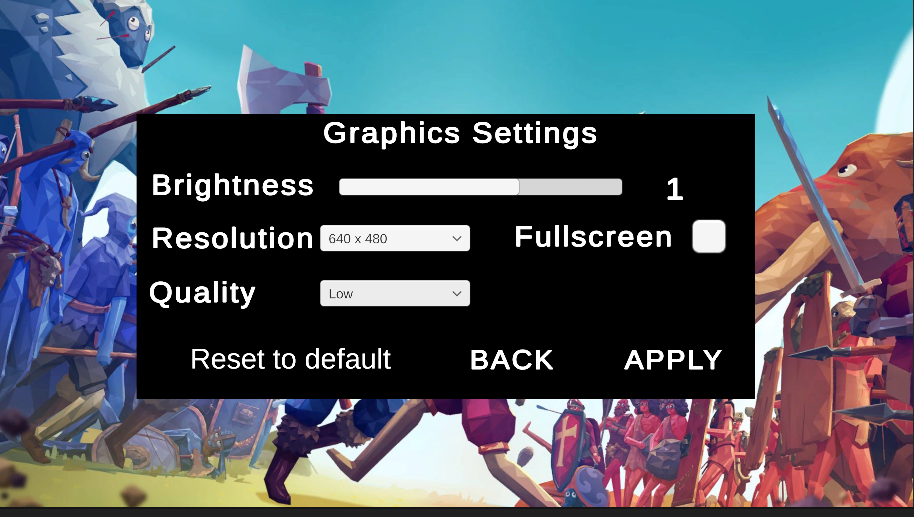 Graphics Settings
Brightness 1
Resolution 640 x 480 Fullscreen
Quality Low
Reset to default BACK APPLY